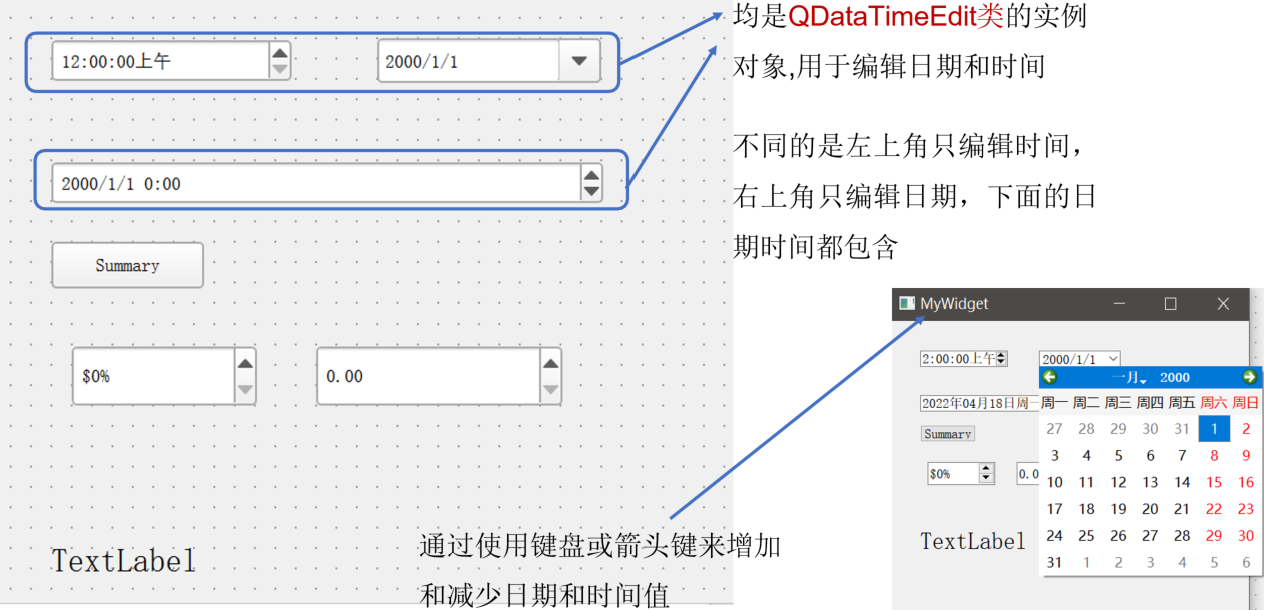 均是QDataTimeEdit类的实例
对象,用于编辑日期和时间
12:00:00上午
2000/1/1
不同的是左上角只编辑时间，
右上角只编辑日期，下面的日
期时间都包含
2000/1/1 0:00
Summary
$0%
0.00
TextLabel
通过使用键盘或箭头键来增加
和减少日期和时间值
MyWidget
2:00:00上午
2000/1/1
一月 2000
2022年04月18日周一
周一 周二 周三 周四 周五 周六 周日
27 28 29 30 31 1 2
3 4 5 6 7 8 9
10 11 12 13 14 15 16
17 18 19 20 21 22 23
24 25 26 27 28 29 30
31 1 2 3 4 5 6
Summary
$0%
0.0
TextLabel